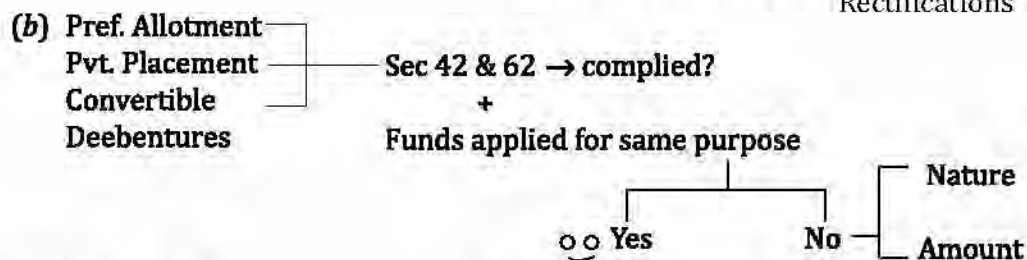 Rectifications
(b) Pref. Allotment
Pvt. Placement Sec 42 & 62 → complied?
Convertible +
Deebentures Funds applied for same purpose
Nature
Yes No
Amount